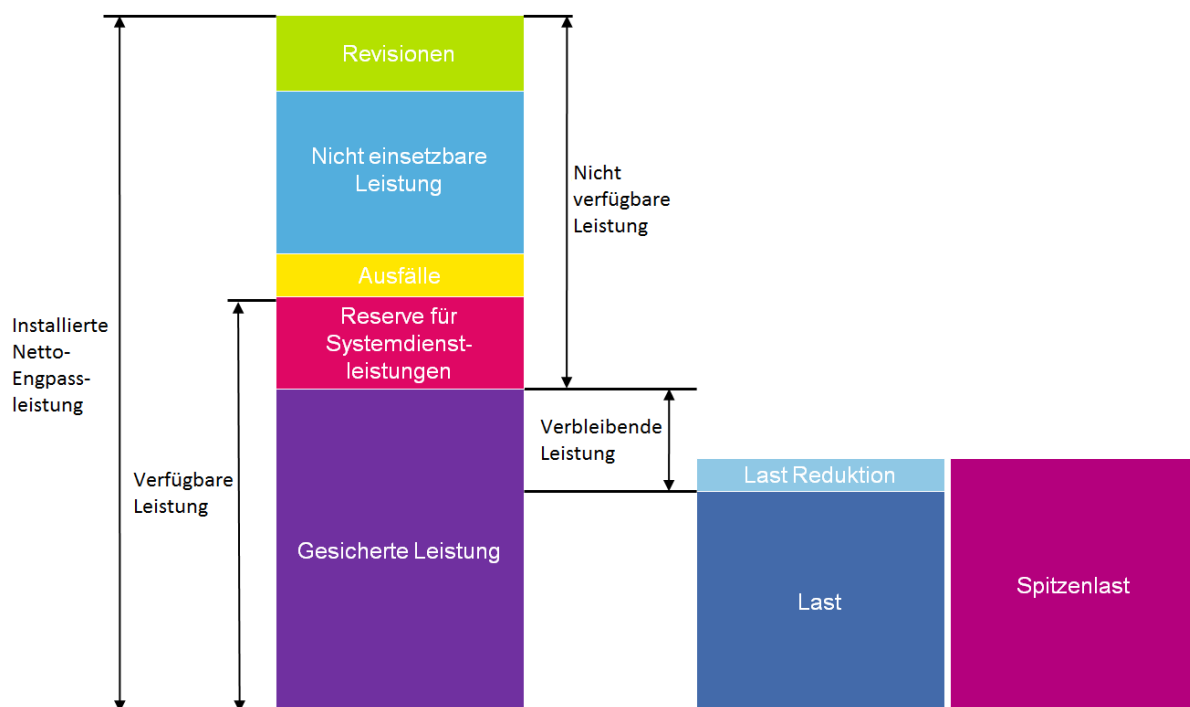 Revisionen
Nicht einsetzbare
Leistung
Nicht
verfügbare
Leistung
Ausfälle
Reserve für
Systemdienst-
leistungen
Installierte
Netto-
Engpass-
leistung
Verbleibende
Leistung
Verfügbare
Leistung
Gesicherte Leistung
Last Reduktion
Last
Spitzenlast